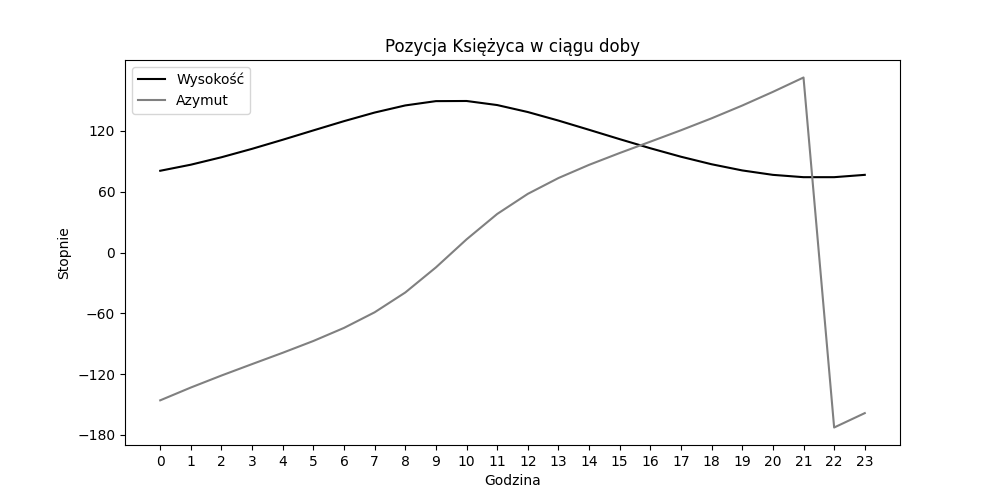 Pozycja Księżyca w ciągu doby
Wysokość
Azymut
120
60
0
−60
−120
−180
Stopnie
0 1 2 3 4 5 6 7 8 9 10 11 12 13 14 15 16 17 18 19 20 21 22 23
Godzina